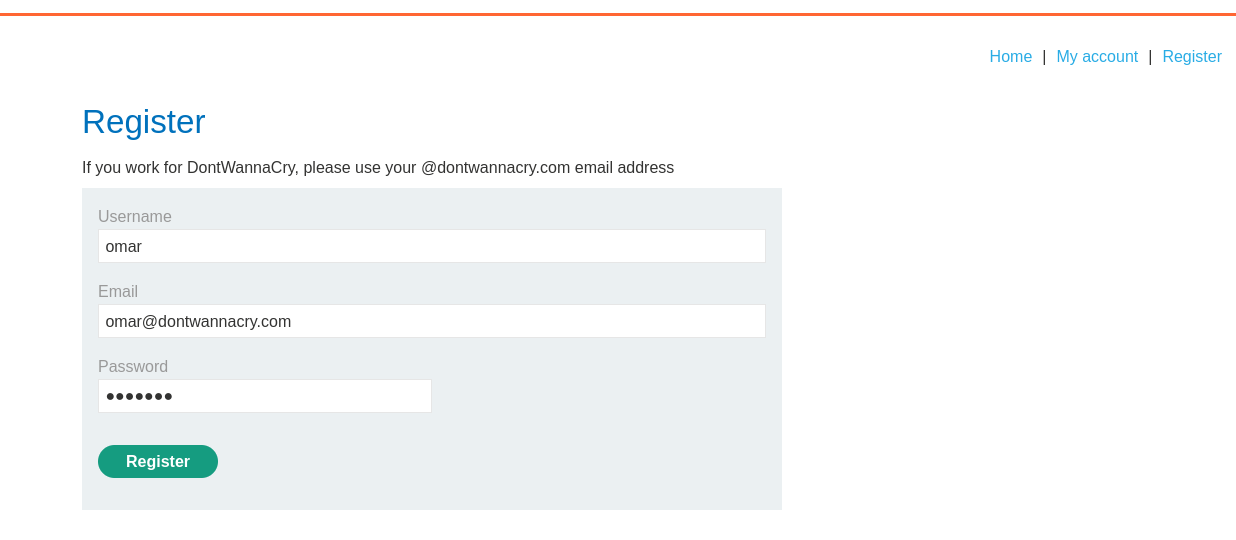 Home | My account | Register
Register
If you work for DontWannaCry, please use your @dontwannacry.com email address
Username
omar
Email
omar@dontwannacry.com
Password
●●●●●●●
Register